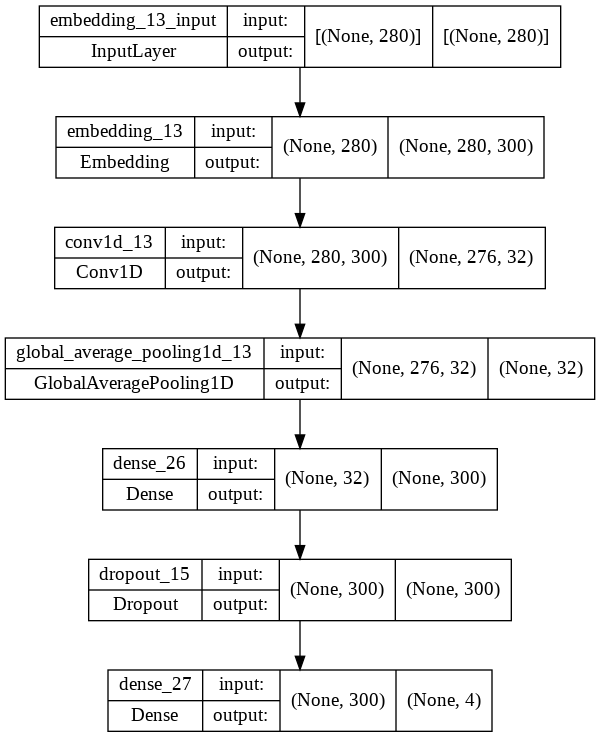 embedding_13_input input: [(None, 280)] [(None, 280)]
InputLayer output:
embedding_13 input: (None, 280) (None, 280, 300)
Embedding output:
conv1d_13 input: (None, 280, 300) (None, 276, 32)
Conv1D output:
global_average_pooling1d_13 input: (None, 276, 32) (None, 32)
GlobalAveragePooling1D output:
dense_26 input: (None, 32) (None, 300)
Dense output:
dropout_15 input: (None, 300) (None, 300)
Dropout output:
dense_27 input: (None, 300) (None, 4)
Dense output: